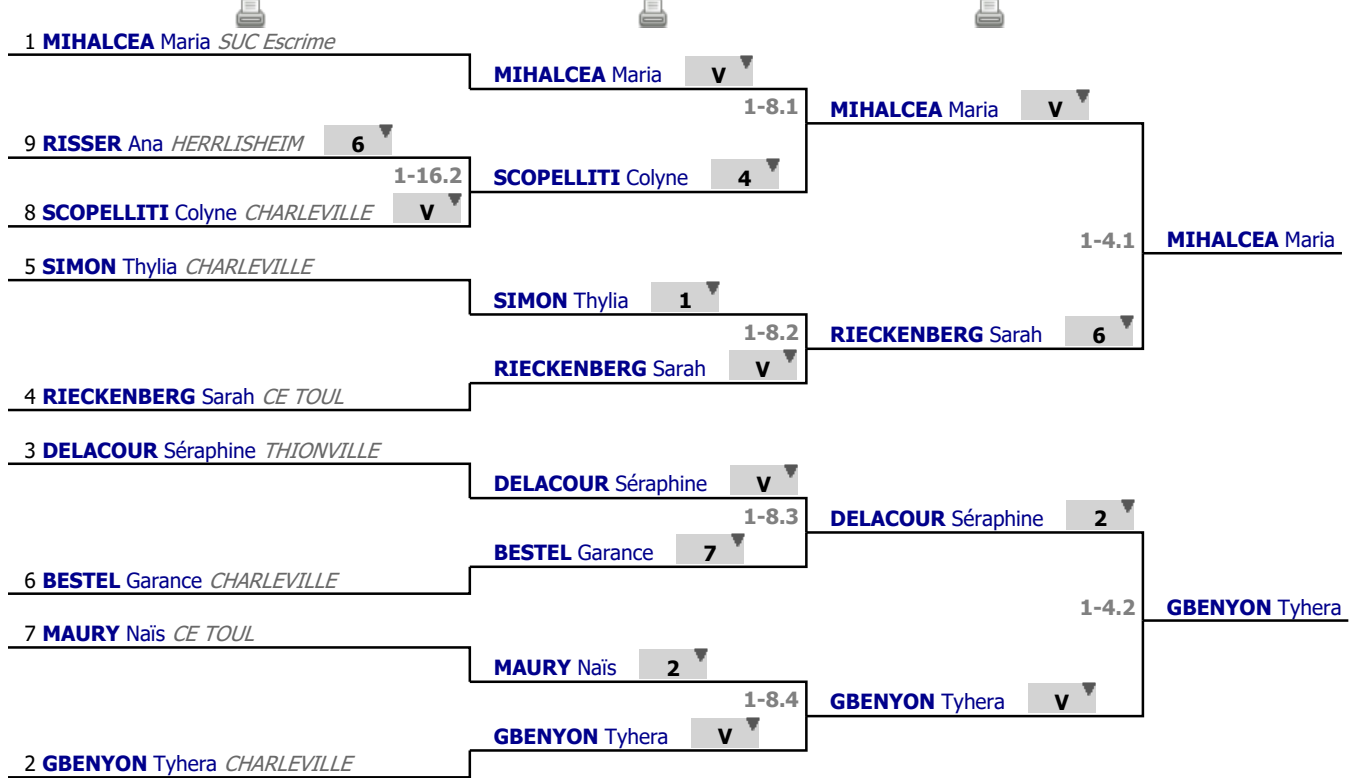 1 MIHALCEA Maria SUC Escrime
MIHALCEA Maria V
1-8.1
MIHALCEA Maria V
9 RISSER Ana HERRLISHEIM 6
1-16.2
SCOPELLITI Colyne 4
8 SCOPELLITI Colyne CHARLEVILLE V
1-4.1
MIHALCEA Maria
5 SIMON Thylia CHARLEVILLE
SIMON Thylia 1
1-8.2
RIECKENBERG Sarah 6
RIECKENBERG Sarah V
4 RIECKENBERG Sarah CE TOUL
3 DELACOUR Séraphine THIONVILLE
DELACOUR Séraphine V
1-8.3
DELACOUR Séraphine 2
BESTEL Garance 7
6 BESTEL Garance CHARLEVILLE
1-4.2
GBENYON Tyhera
7 MAURY Naïs CE TOUL
MAURY Naïs 2
1-8.4
GBENYON Tyhera V
GBENYON Tyhera V
2 GBENYON Tyhera CHARLEVILLE